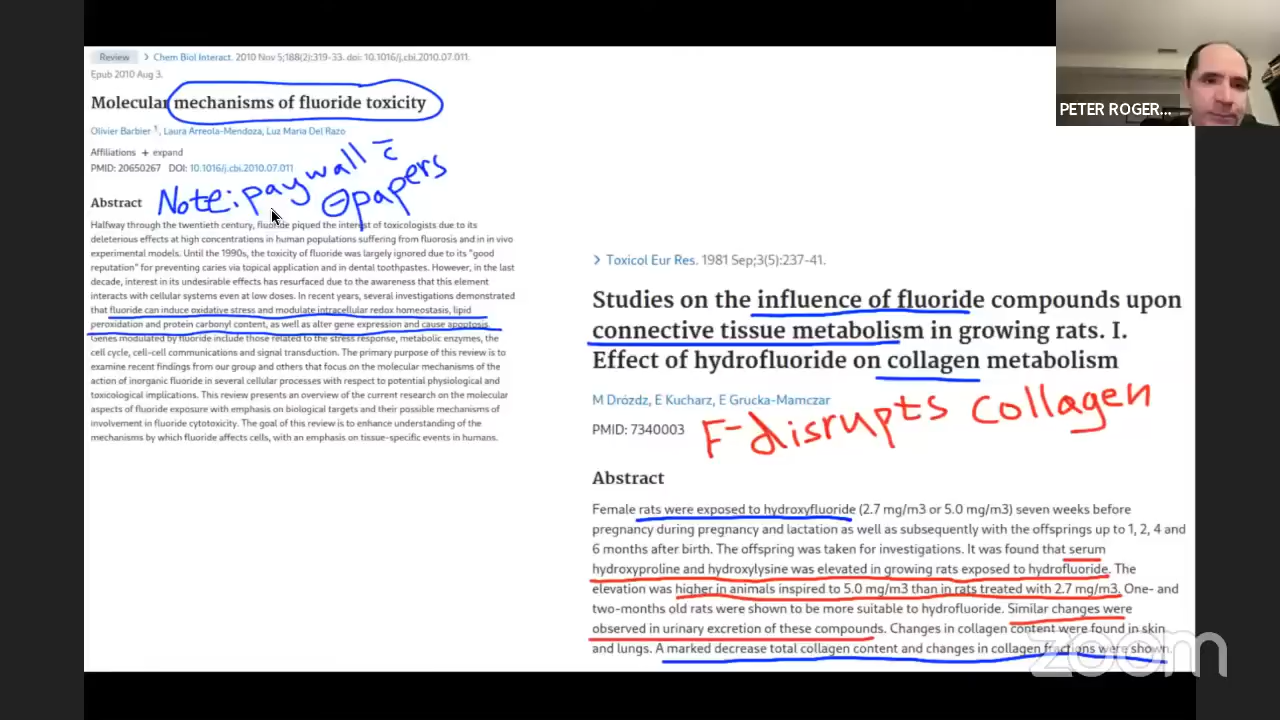 Review > Chem Biol Interact. 2010 Nov 5;188(2):319-33. doi: 10.1016/j.cbi.2010.07.011.
Epub 2010 Aug 3.
Molecular mechanisms of fluoride toxicity
Olivier Barbier 1, Laura Arreola-Mendoza, Luz María Del Razo
Affiliations + expand
PMID: 20650267 DOI: 10.1016/j.cbi.2010.07.011
Note: paywall c̄
⊖papers
Abstract
Halfway through the twentieth century, fluoride piqued the interest of toxicologists due to its
deleterious effects at high concentrations in human populations suffering from fluorosis and in in vivo
experimental models. Until the 1990s, the toxicity of fluoride was largely ignored due to its "good
reputation" for preventing caries via topical application and in dental toothpastes. However, in the last
decade, interest in its undesirable effects has resurfaced due to the awareness that this element
interacts with cellular systems even at low doses. In recent years, several investigations demonstrated
that fluoride can induce oxidative stress and modulate intracellular redox homeostasis, lipid
peroxidation and protein carbonyl content, as well as alter gene expression and cause apoptosis.
Genes modulated by fluoride include those related to the stress response, metabolic enzymes, the
cell cycle, cell-cell communications and signal transduction. The primary purpose of this review is to
examine recent findings from our group and others that focus on the molecular mechanisms of the
action of inorganic fluoride in several cellular processes with respect to potential physiological and
toxicological implications. This review presents an overview of the current research on the molecular
aspects of fluoride exposure with emphasis on biological targets and their possible mechanisms of
involvement in fluoride cytotoxicity. The goal of this review is to enhance understanding of the
mechanisms by which fluoride affects cells, with an emphasis on tissue-specific events in humans.
PETER ROGER...
> Toxicol Eur Res. 1981 Sep;3(5):237-41.
Studies on the influence of fluoride compounds upon
connective tissue metabolism in growing rats. I.
Effect of hydrofluoride on collagen metabolism
M Dróżdż, E Kucharz, E Grucka-Mamczar
PMID: 7340003
F- disrupts collagen
Abstract
Female rats were exposed to hydroxyfluoride (2.7 mg/m3 or 5.0 mg/m3) seven weeks before
pregnancy during pregnancy and lactation as well as subsequently with the offsprings up to 1, 2, 4 and
6 months after birth. The offspring was taken for investigations. It was found that serum
hydroxyproline and hydroxylysine was elevated in growing rats exposed to hydrofluoride. The
elevation was higher in animals inspired to 5.0 mg/m3 than in rats treated with 2.7 mg/m3. One- and
two-months old rats were shown to be more suitable to hydrofluoride. Similar changes were
observed in urinary excretion of these compounds. Changes in collagen content were found in skin
and lungs. A marked decrease total collagen content and changes in collagen fractions were shown.
zoom